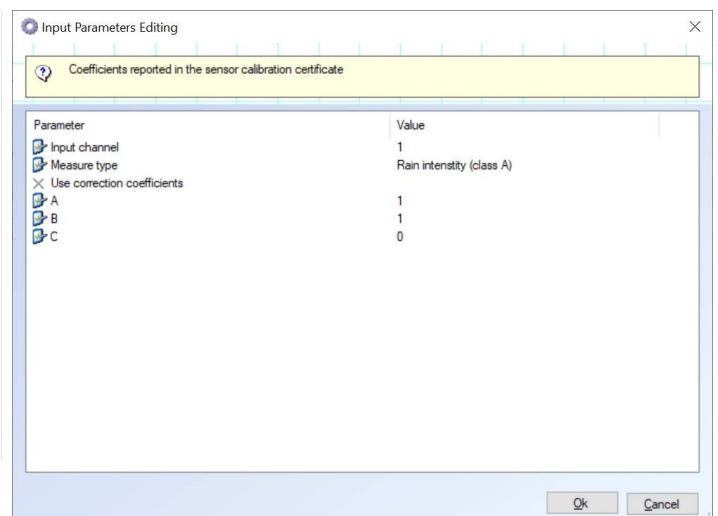 Input Parameters Editing
Coefficients reported in the sensor calibration certificate
Parameter Value
Input channel 1
Measure type Rain intenstity (class A)
Use correction coefficients
A 1
B 1
C 0
Ok Cancel